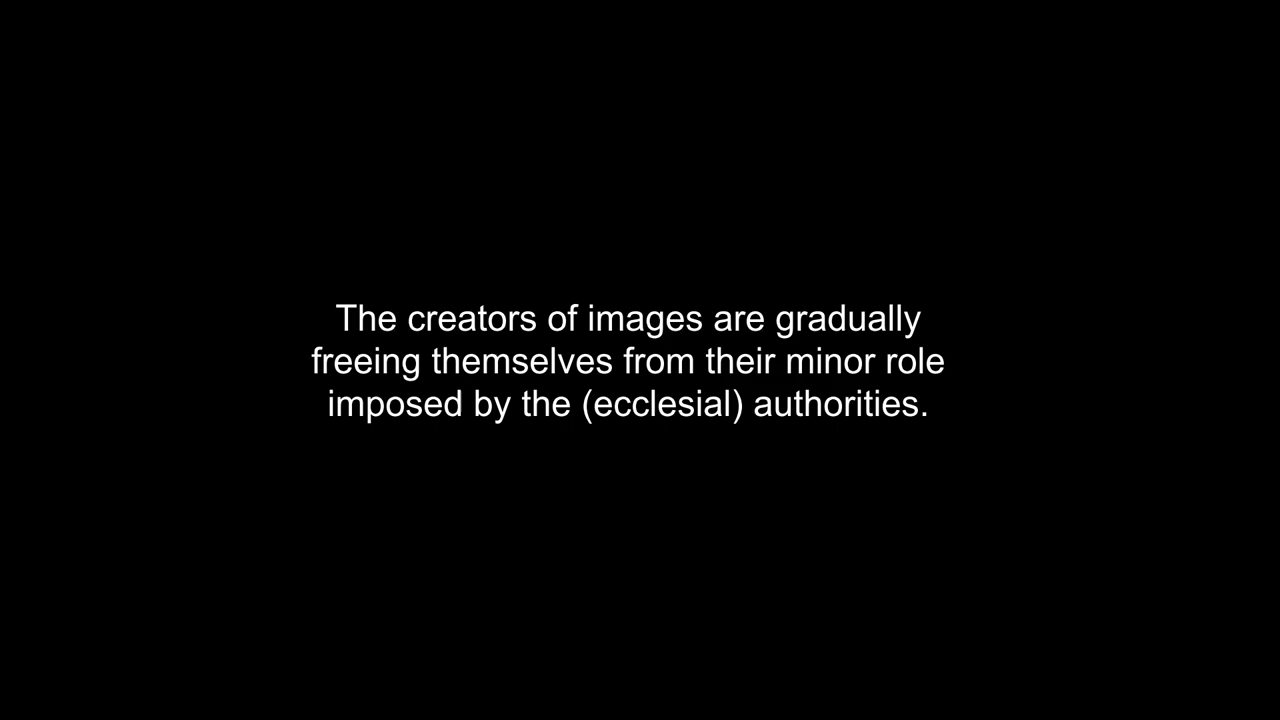 The creators of images are gradually
freeing themselves from their minor role
imposed by the (ecclesial) authorities.